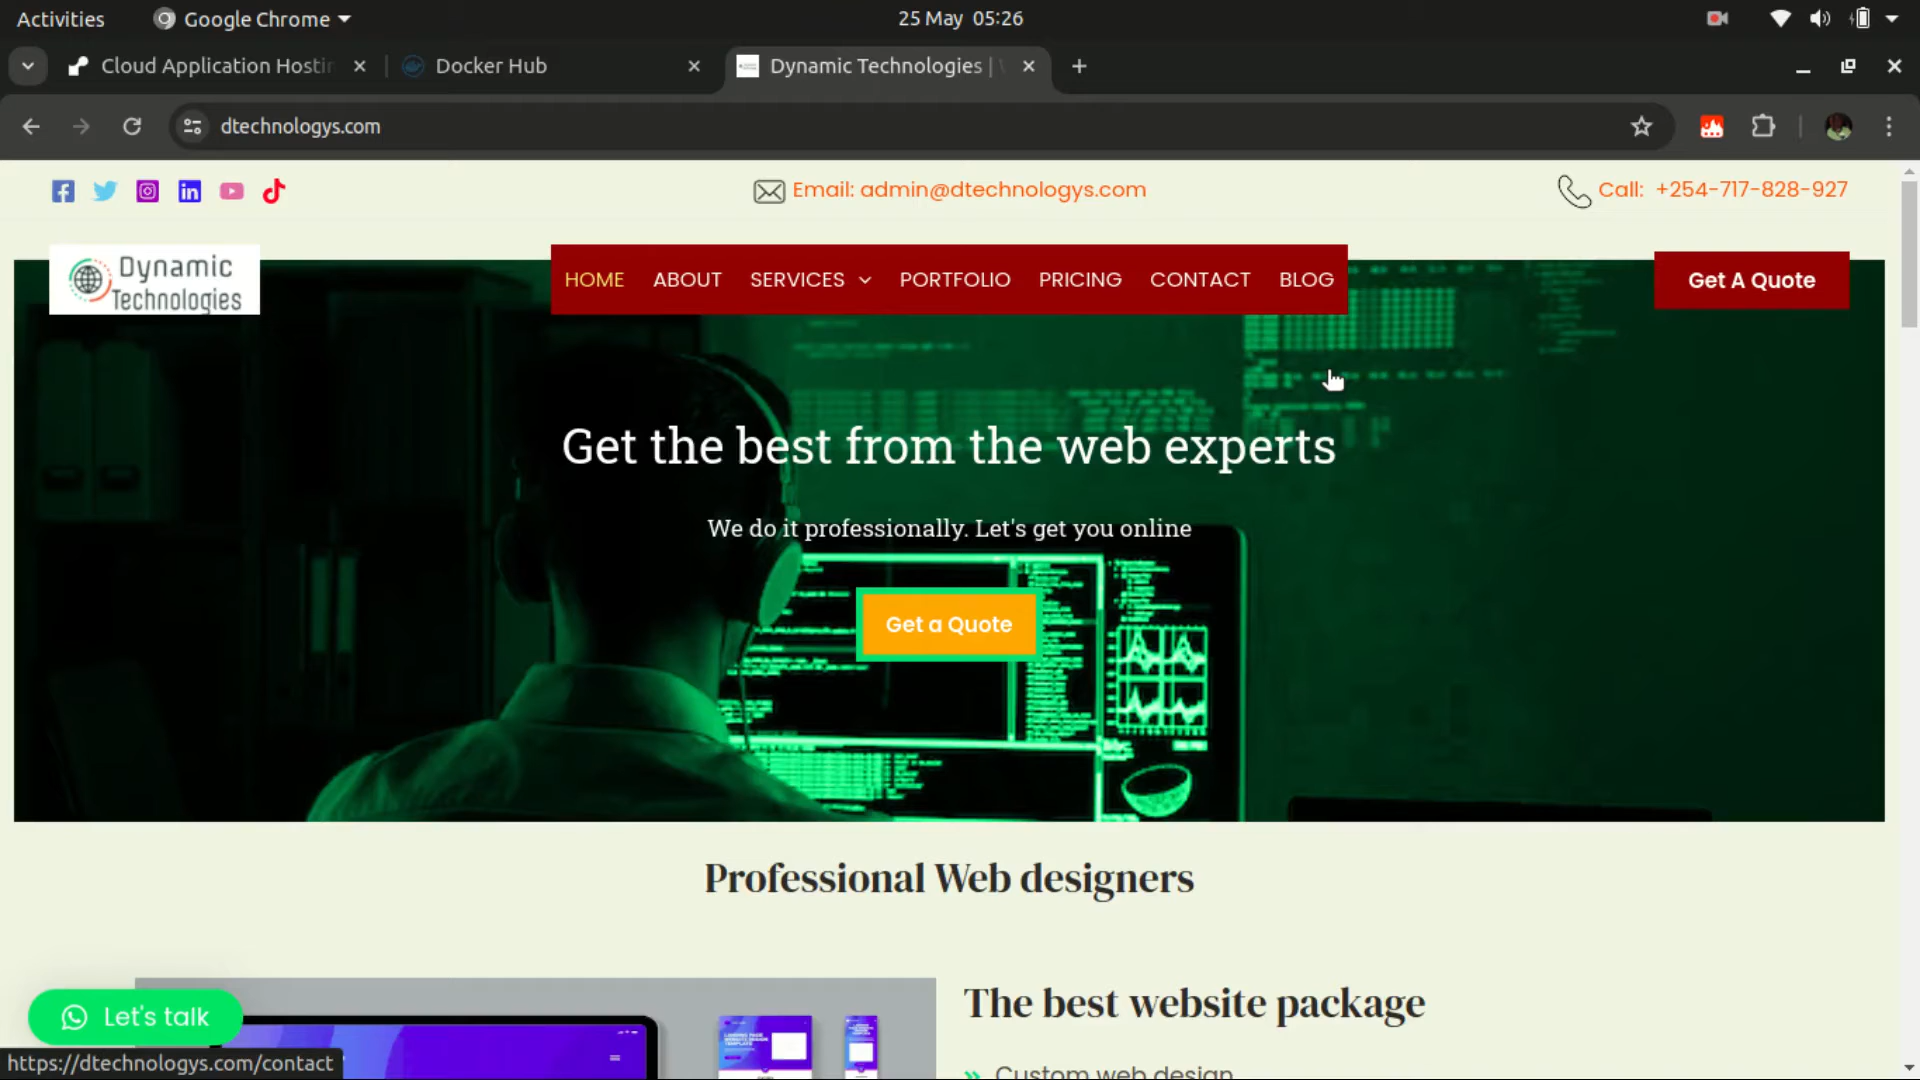 Activities
Google Chrome
25 May 05:26
Cloud Application Hostin
Docker Hub
Dynamic Technologies |
dtechnologys.com
Email: admin@dtechnologys.com
Call: +254-717-828-927
Dynamic
Technologies
HOME ABOUT SERVICES PORTFOLIO PRICING CONTACT BLOG
Get A Quote
Get the best from the web experts
We do it professionally. Let's get you online
Get a Quote
Professional Web designers
The best website package
Custom web design
Let's talk
https://dtechnologys.com/contact